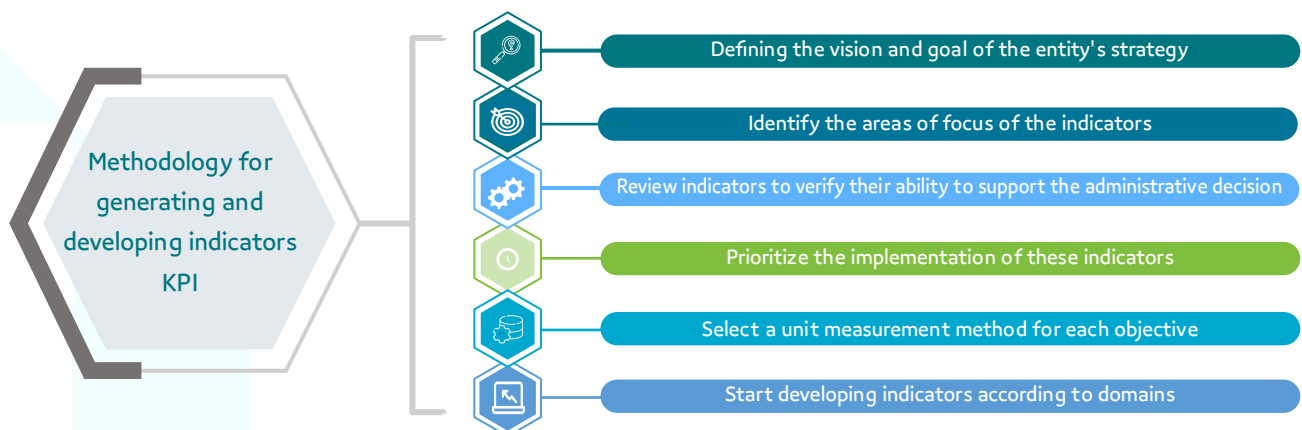 Methodology for
generating and
developing indicators
KPI
Defining the vision and goal of the entity's strategy
Identify the areas of focus of the indicators
Review indicators to verify their ability to support the administrative decision
Prioritize the implementation of these indicators
Select a unit measurement method for each objective
Start developing indicators according to domains